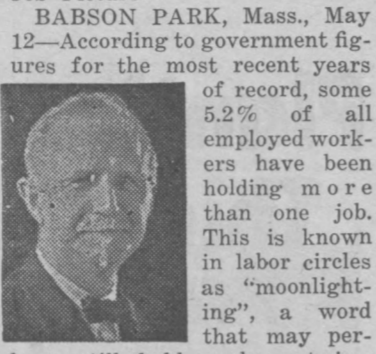 BABSON PARK, Mass., May
12—According to government fig-
ures for the most recent years
of record, some
5.2% of all
employed work-
ers have been
holding more
than one job.
This is known
in labor circles
as "moonlight-
ing", a word
that may per-